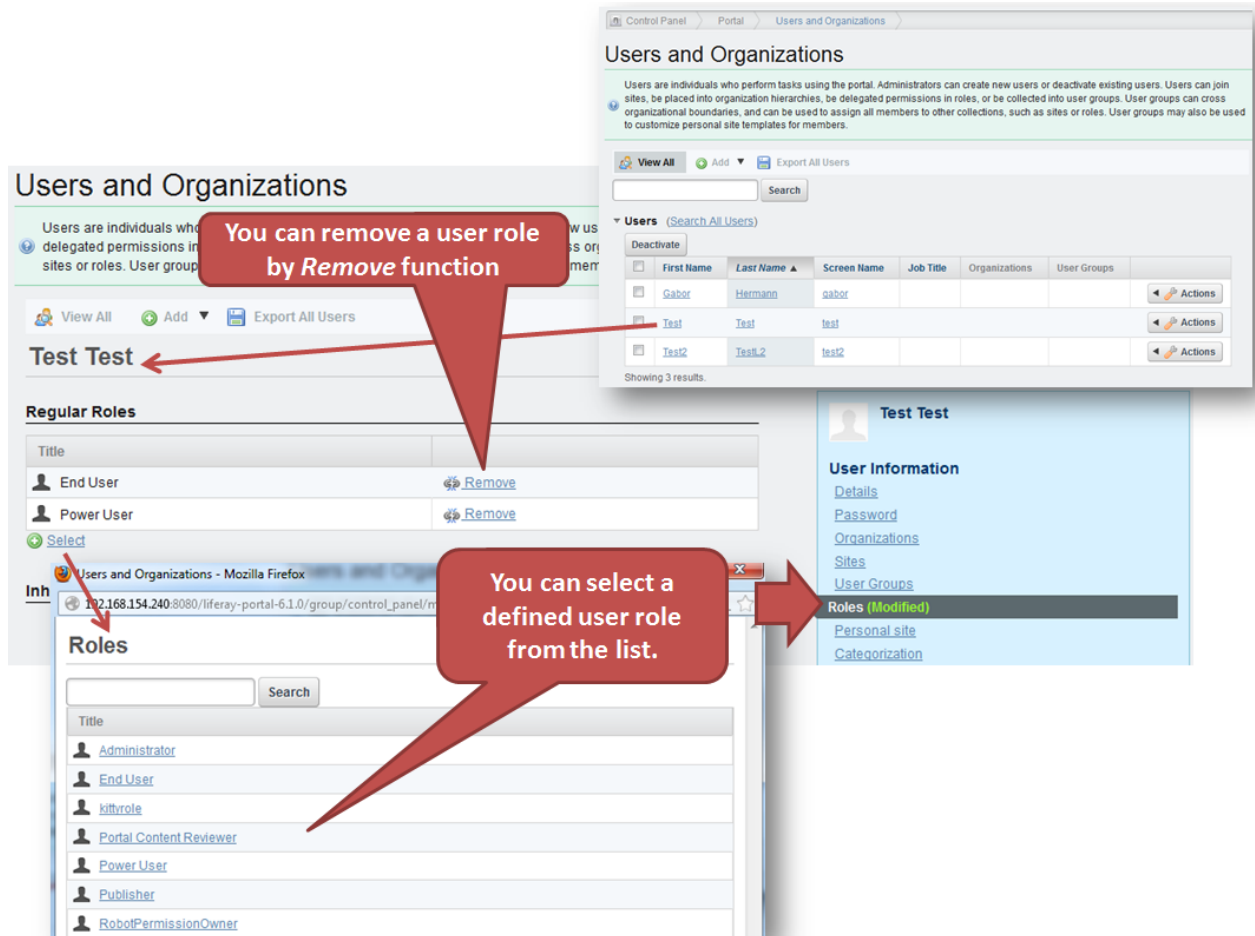 Control Panel Portal Users and Organizations
Users and Organizations
Users are individuals who perform tasks using the portal. Administrators can create new users or deactivate existing users. Users can join
sites, be placed into organization hierarchies, be delegated permissions in roles, or be collected into user groups. User groups can cross
organizational boundaries, and can be used to assign all members to other collections, such as sites or roles. User groups may also be used
to customize personal site templates for members.
View All Add Export All Users
Search
Users (Search All Users)
Deactivate
First Name Last Name Screen Name Job Title Organizations User Groups
Gabor Hermann gabor Actions
Test Test test Actions
Test2 TestL2 test2 Actions
Showing 3 results.
Users and Organizations
Users are individuals
delegated permissions in
sites or roles. User group
You can remove a user role
by Remove function
View All Add Export All Users
Test Test
Regular Roles
Title
End User Remove
Power User Remove
Select
Test Test
User Information
Details
Password
Organizations
Sites
User Groups
Roles (Modified)
Personal site
Categorization
Users and Organizations - Mozilla Firefox
192.168.154.240:8080/liferay-portal-6.1.0/group/control_panel/
You can select a
defined user role
from the list.
Roles
Search
Title
Administrator
End User
kittyrole
Portal Content Reviewer
Power User
Publisher
RobotPermissionOwner